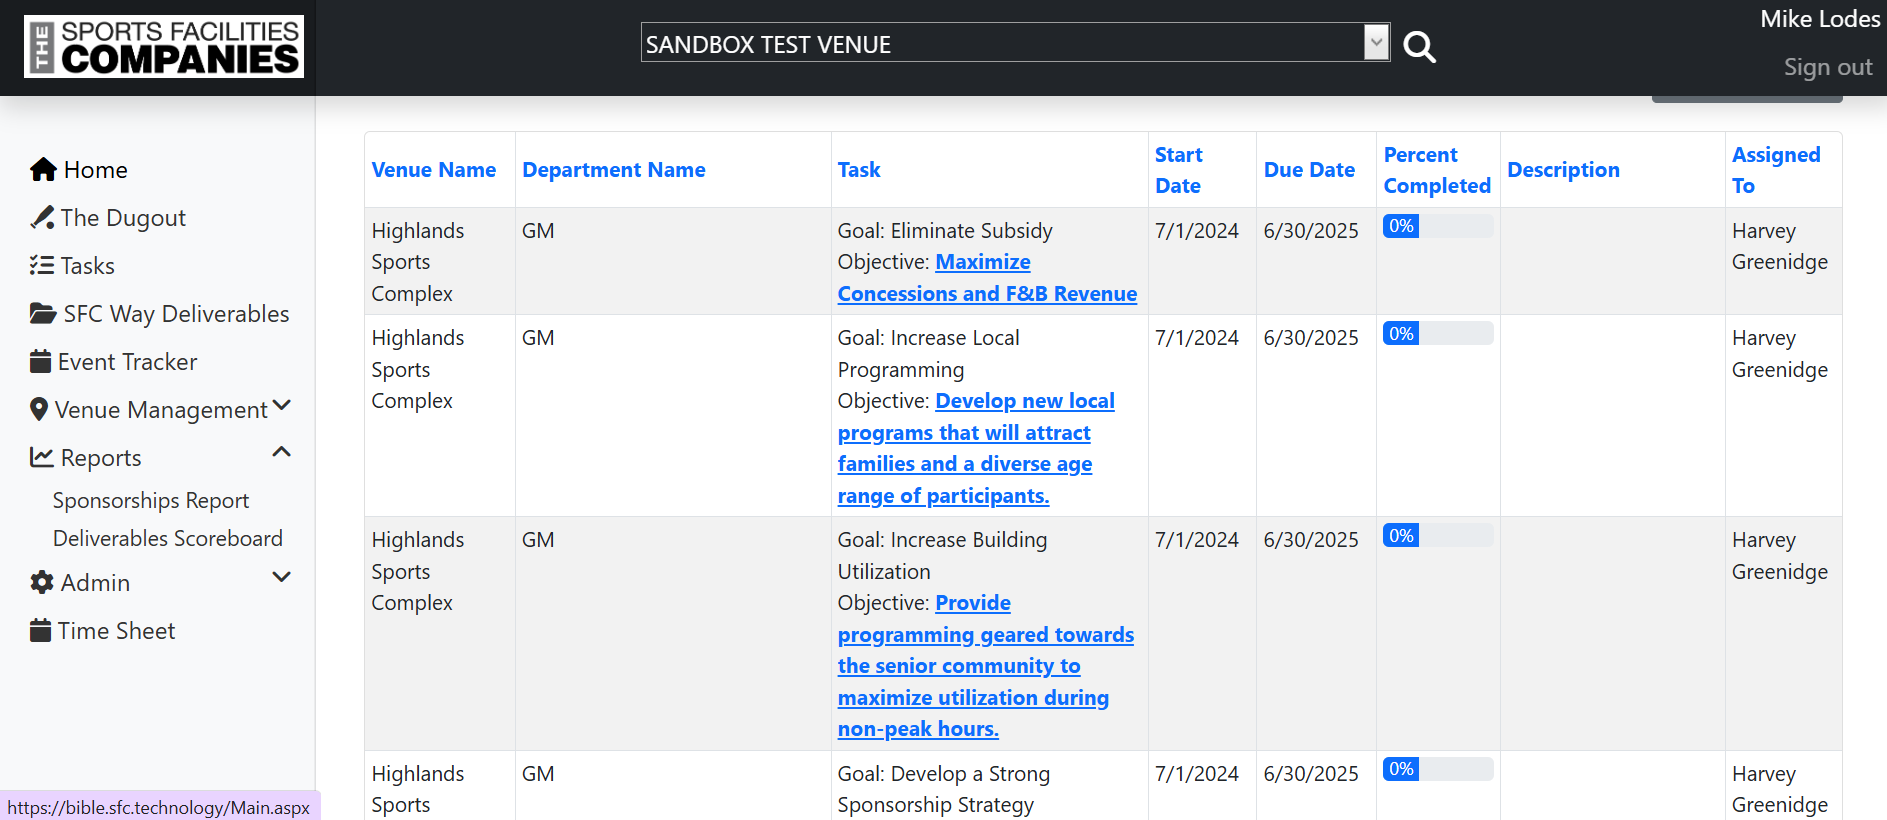 THE SPORTS FACILITIES COMPANIES
SANDBOX TEST VENUE
Mike Lodes
Sign out
Home
The Dugout
Tasks
SFC Way Deliverables
Event Tracker
Venue Management
Reports
Sponsorships Report
Deliverables Scoreboard
Admin
Time Sheet
Venue Name
Department Name
Task
Start
Date
Due Date
Percent
Completed
Description
Assigned
To
Highlands
Sports
Complex
GM
Goal: Eliminate Subsidy
Objective: Maximize
Concessions and F&B Revenue
7/1/2024
6/30/2025
0%
Harvey
Greenidge
Highlands
Sports
Complex
GM
Goal: Increase Local
Programming
Objective: Develop new local
programs that will attract
families and a diverse age
range of participants.
7/1/2024
6/30/2025
0%
Harvey
Greenidge
Highlands
Sports
Complex
GM
Goal: Increase Building
Utilization
Objective: Provide
programming geared towards
the senior community to
maximize utilization during
non-peak hours.
7/1/2024
6/30/2025
0%
Harvey
Greenidge
Highlands
Sports
GM
Goal: Develop a Strong
Sponsorship Strategy
7/1/2024
6/30/2025
0%
Harvey
Greenidge
https://bible.sfc.technology/Main.aspx